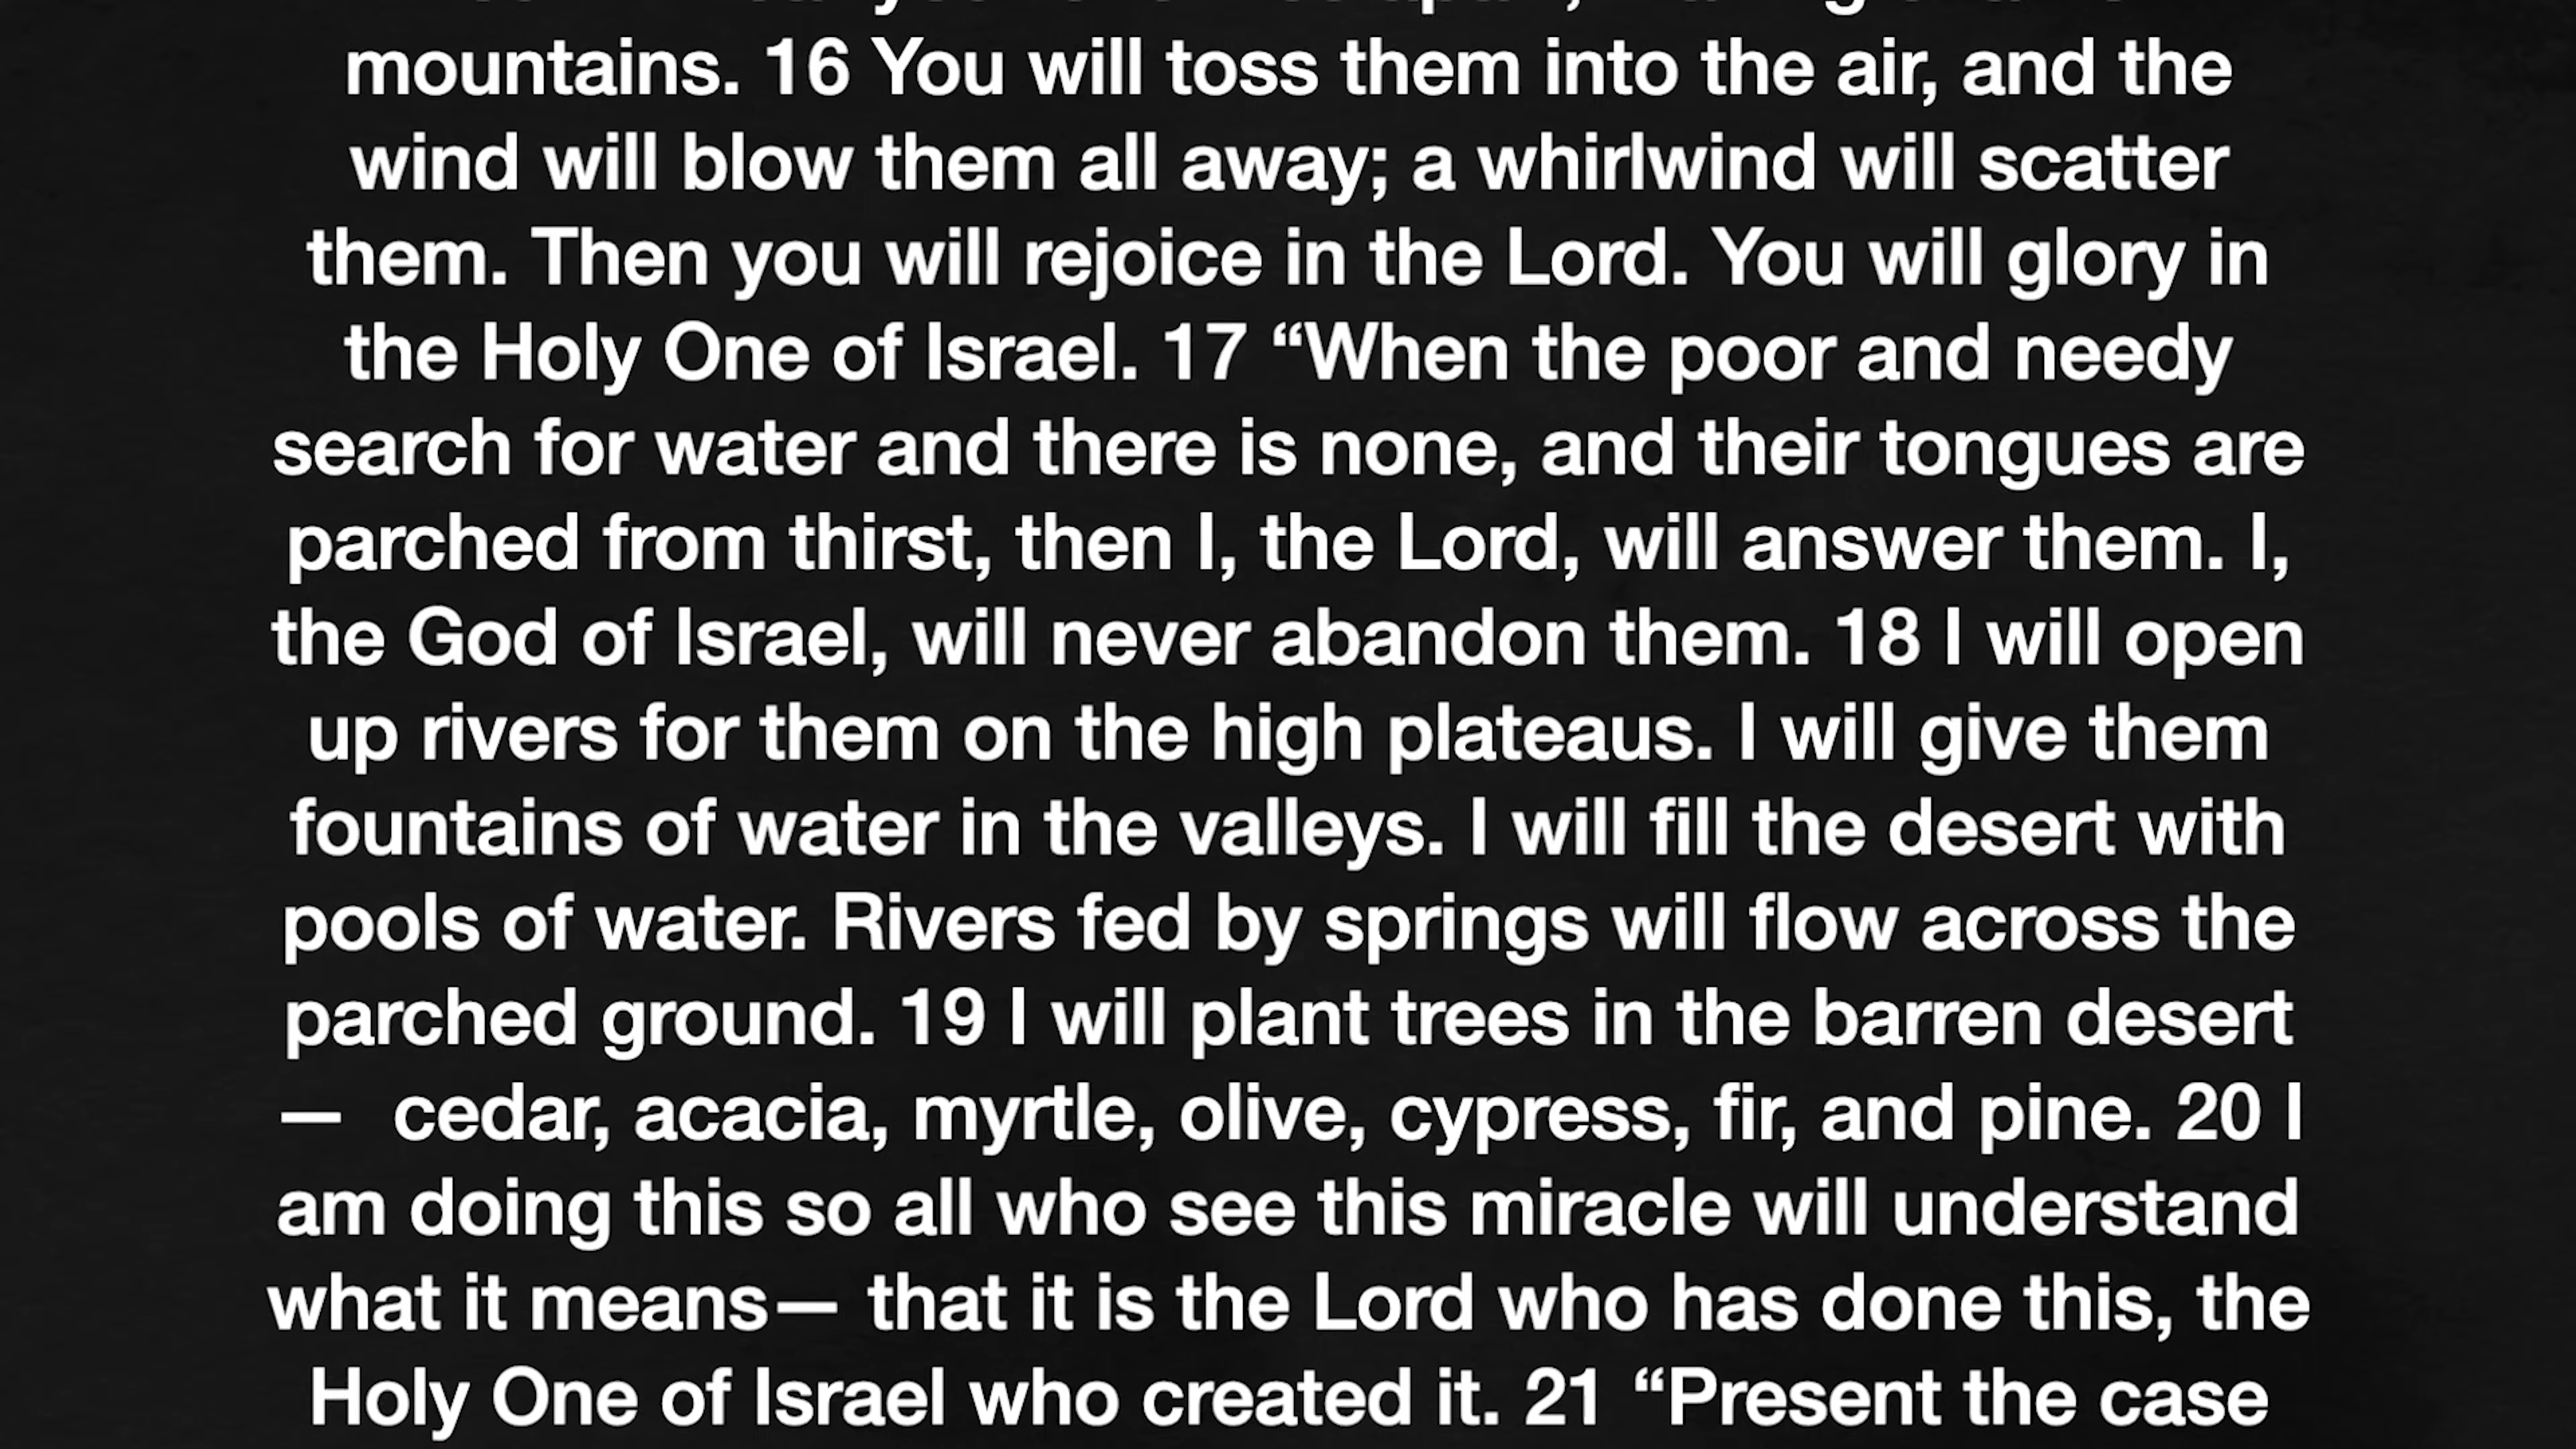 mountains. 16 You will toss them into the air, and the
wind will blow them all away; a whirlwind will scatter
them. Then you will rejoice in the Lord. You will glory in
the Holy One of Israel. 17 “When the poor and needy
search for water and there is none, and their tongues are
parched from thirst, then I, the Lord, will answer them. I,
the God of Israel, will never abandon them. 18 I will open
up rivers for them on the high plateaus. I will give them
fountains of water in the valleys. I will fill the desert with
pools of water. Rivers fed by springs will flow across the
parched ground. 19 I will plant trees in the barren desert
— cedar, acacia, myrtle, olive, cypress, fir, and pine. 20 I
am doing this so all who see this miracle will understand
what it means— that it is the Lord who has done this, the
Holy One of Israel who created it. 21 “Present the case